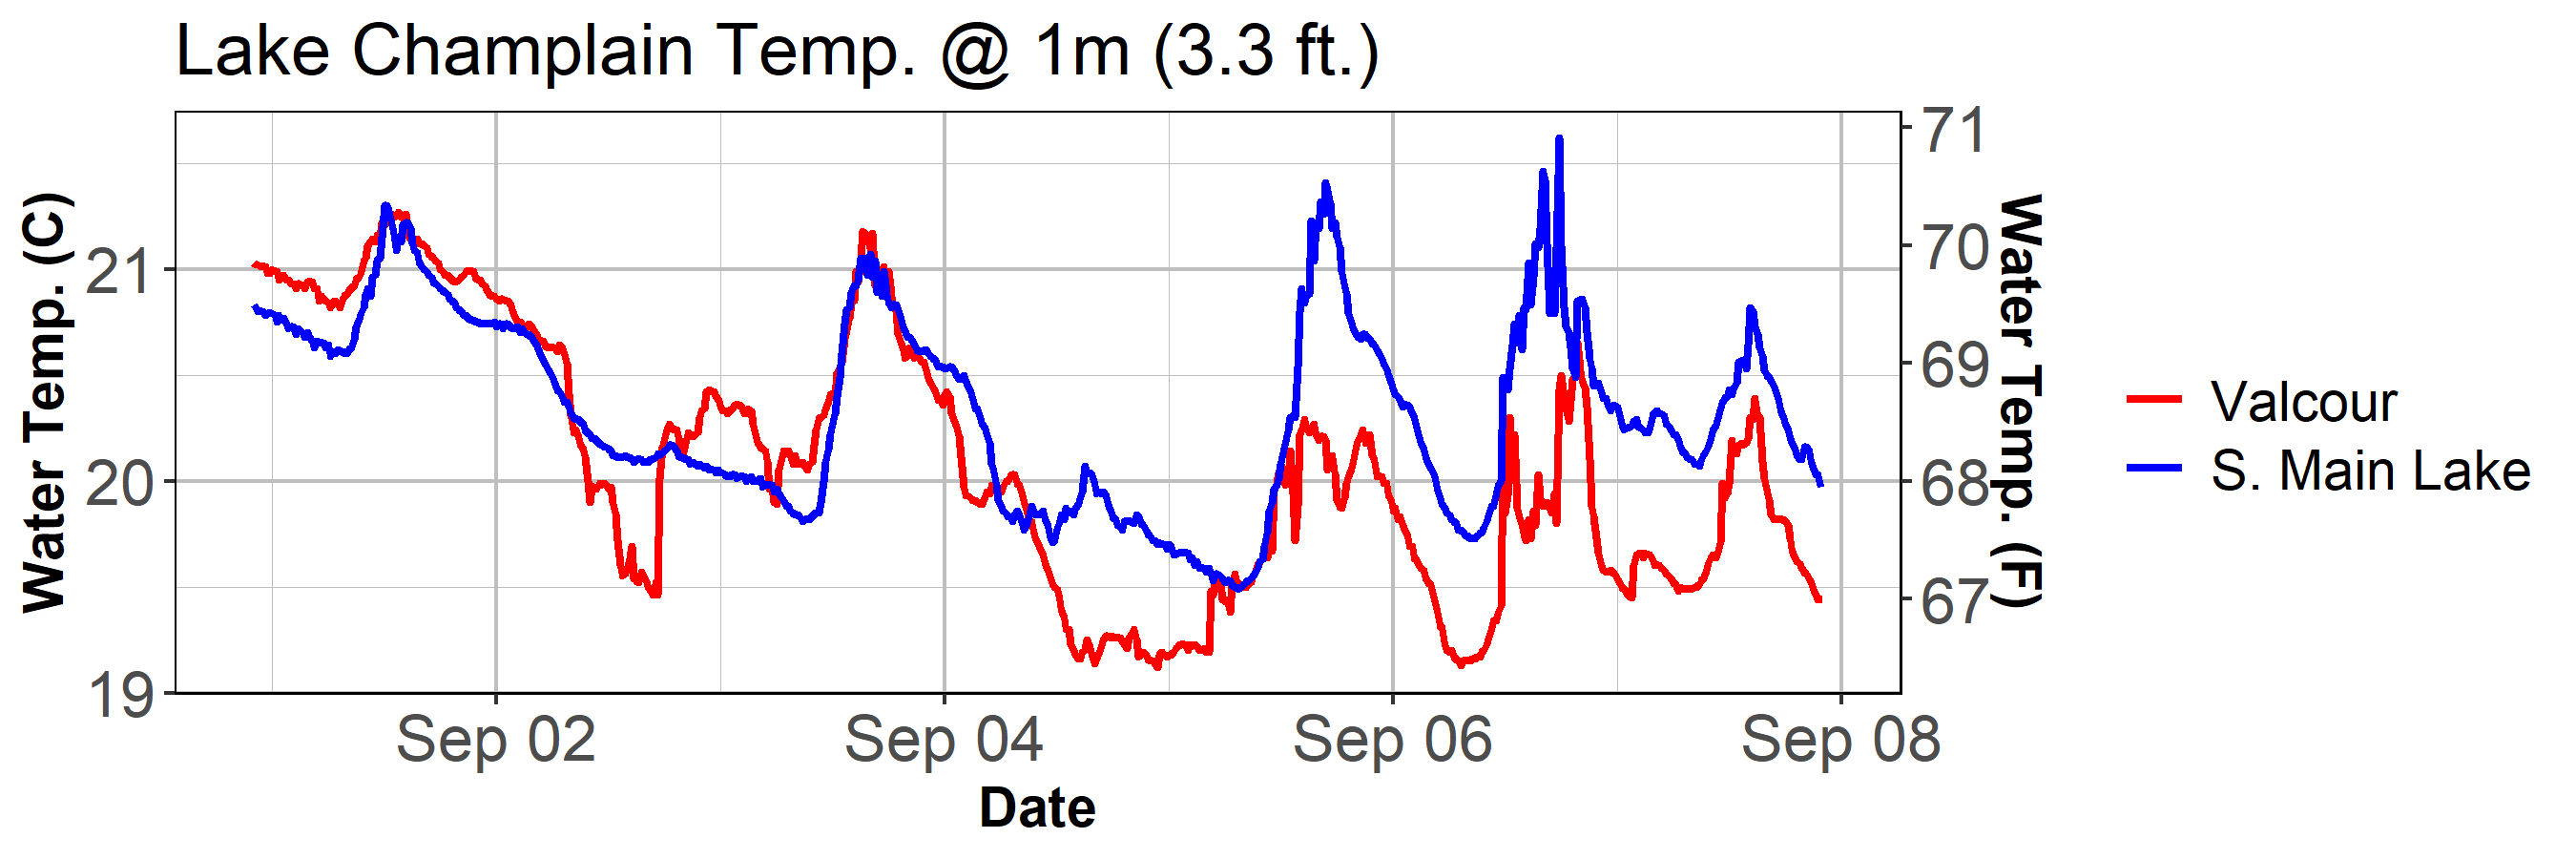 Lake Champlain Temp. @ 1m (3.3 ft.)
Water Temp. (C)
21
20
19
71
70
69
68
67
Water Temp. (F)
Sep 02
Sep 04
Sep 06
Sep 08
Date
Valcour
S. Main Lake